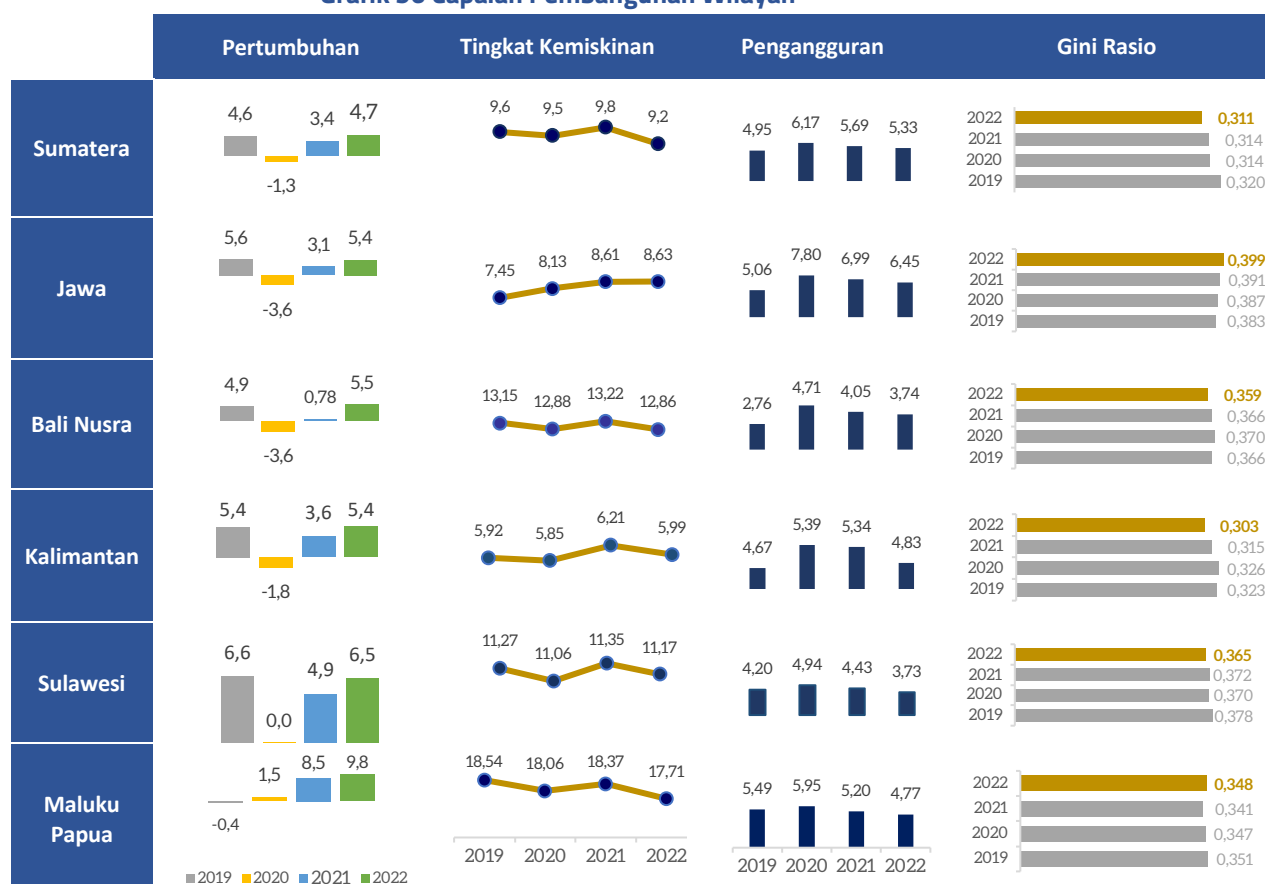 Pertumbuhan Tingkat Kemiskinan Pengangguran Gini Rasio
Sumatera
4,6 -1,3 3,4 4,7
9,6 9,5 9,8 9,2
4,95 6,17 5,69 5,33
2022 0,311
2021 0,314
2020 0,314
2019 0,320
Jawa
5,6 -3,6 3,1 5,4
7,45 8,13 8,61 8,63
5,06 7,80 6,99 6,45
2022 0,399
2021 0,391
2020 0,387
2019 0,383
Bali Nusra
4,9 -3,6 0,78 5,5
13,15 12,88 13,22 12,86
2,76 4,71 4,05 3,74
2022 0,359
2021 0,366
2020 0,370
2019 0,366
Kalimantan
5,4 -1,8 3,6 5,4
5,92 5,85 6,21 5,99
4,67 5,39 5,34 4,83
2022 0,303
2021 0,315
2020 0,326
2019 0,323
Sulawesi
6,6 0,0 4,9 6,5
11,27 11,06 11,35 11,17
4,20 4,94 4,43 3,73
2022 0,365
2021 0,372
2020 0,370
2019 0,378
Maluku
Papua
-0,4 1,5 8,5 9,8
18,54 18,06 18,37 17,71
5,49 5,95 5,20 4,77
2022 0,348
2021 0,341
2020 0,347
2019 0,351
2019 2020 2021 2022
2019 2020 2021 2022
2019 2020 2021 2022